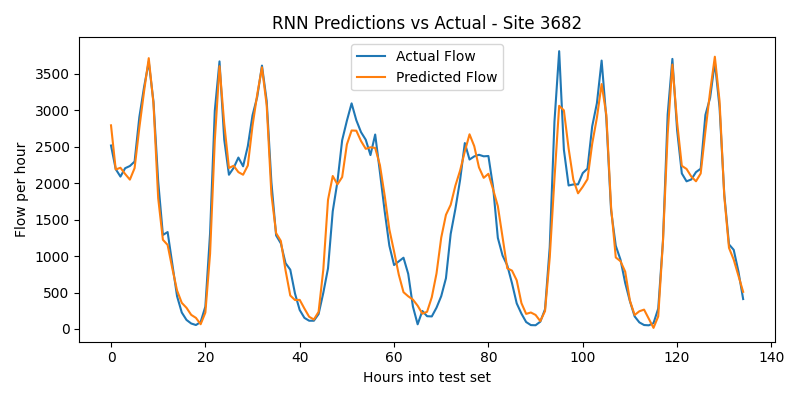 RNN Predictions vs Actual - Site 3682
Actual Flow
Predicted Flow
Flow per hour
3500
3000
2500
2000
1500
1000
500
0
0 20 40 60 80 100 120 140
Hours into test set